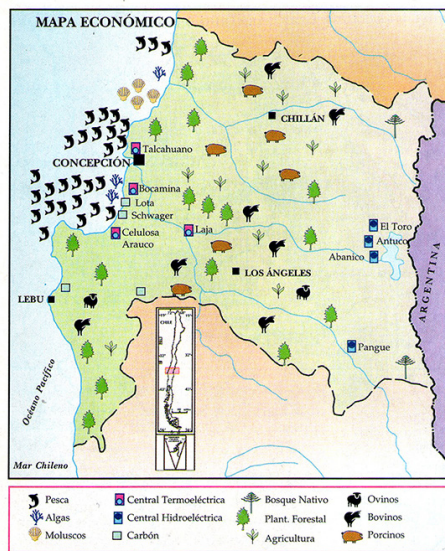 MAPA ECONÓMICO
CHILLÁN
Talcahuano
CONCEPCIÓN
Bocamina
Lota
Schwager
Celulosa
Arauco
Laja
El Toro
Antuco
Abanico
LOS ÁNGELES
LEBU
CHILE
Pangue
ARGENTINA
Océano Pacífico
Mar Chileno
Pesca
Central Termoeléctrica
Bosque Nativo
Ovinos
Algas
Central Hidroeléctrica
Plant. Forestal
Bovinos
Moluscos
Carbón
Agricultura
Porcinos